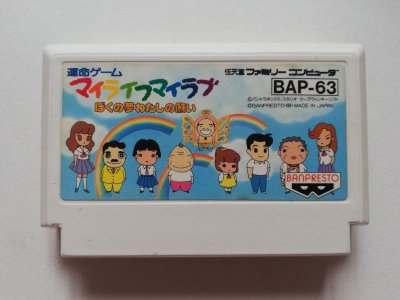 運命ゲーム
マイライフマイラブ
ぼくの夢わたしの願い
任天堂 ファミリー コンピュータ
BAP-63
©BANPRESTO 1991 MADE IN JAPAN
BANPRESTO